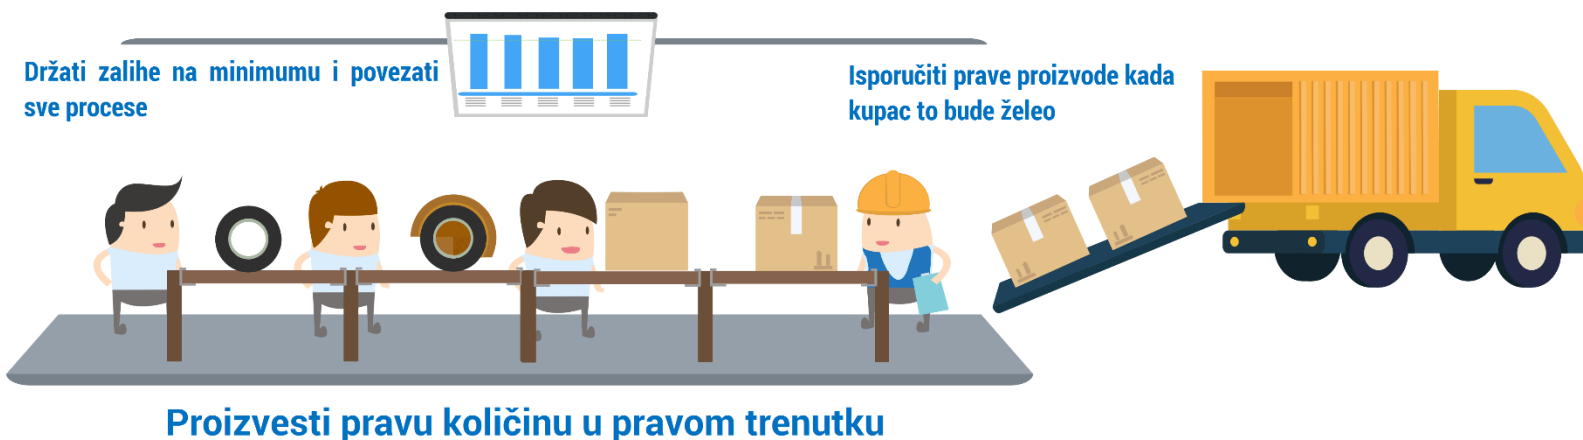 Držati zalihe na minimumu i povezati
sve procese
Isporučiti prave proizvode kada
kupac to bude želeo
Proizvesti pravu količinu u pravom trenutku